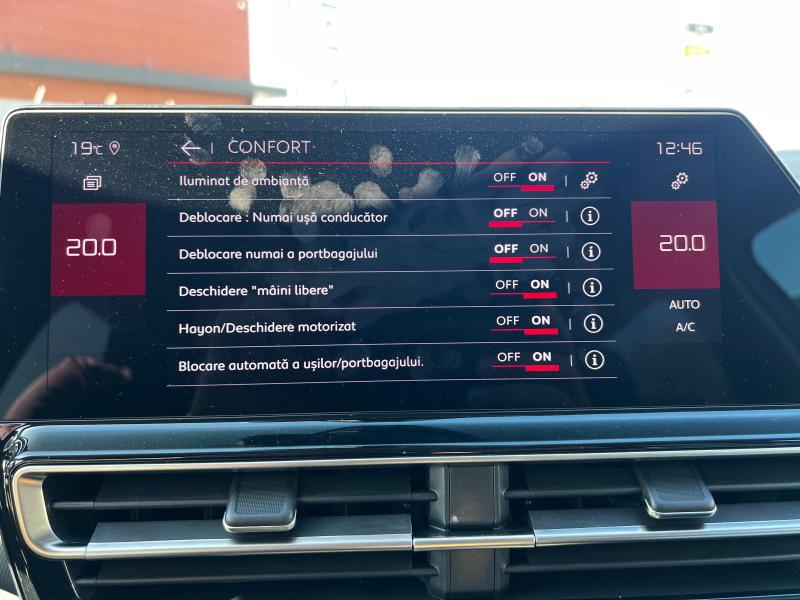 19°C CONFORT 12:46
Iluminat de ambianță OFF ON
Deblocare : Numai ușă conducător OFF ON
20.0 20.0
Deblocare numai a portbagajului OFF ON
Deschidere "mâini libere" OFF ON
AUTO
Hayon/Deschidere motorizat OFF ON
A/C
Blocare automată a ușilor/portbagajului. OFF ON